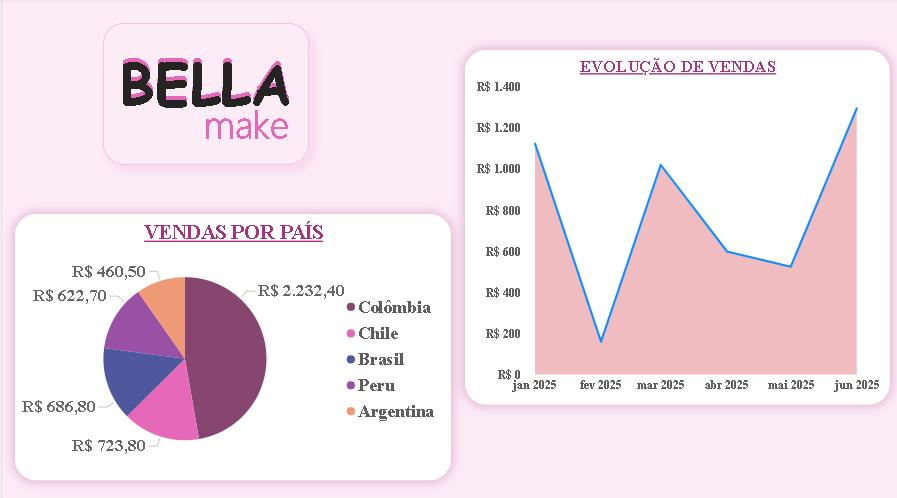 BELLA
make
VENDAS POR PAÍS
R$ 460,50
R$ 622,70
R$ 2.232,40
R$ 686,80
R$ 723,80
Colômbia
Chile
Brasil
Peru
Argentina
EVOLUÇÃO DE VENDAS
R$ 1.400
R$ 1.200
R$ 1.000
R$ 800
R$ 600
R$ 400
R$ 200
R$ 0
jan 2025 fev 2025 mar 2025 abr 2025 mai 2025 jun 2025